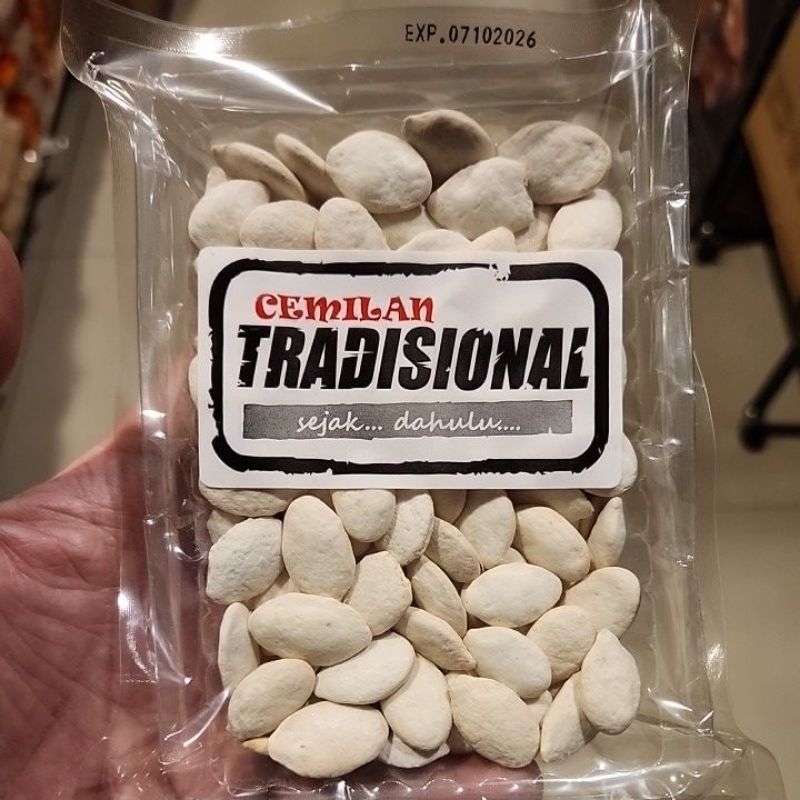 EXP.07102026
CEMILAN
TRADISIONAL
sejak... dahulu....